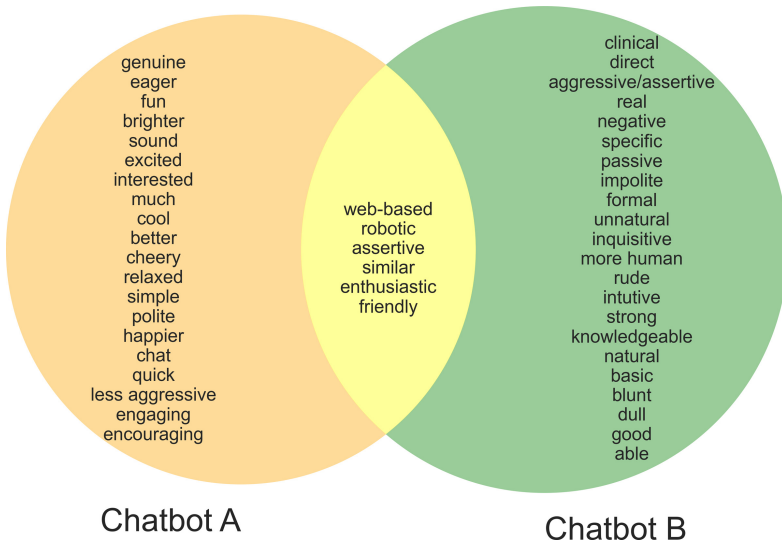 genuine
eager
fun
brighter
sound
excited
interested
much
cool
better
cheery
relaxed
simple
polite
happier
chat
quick
less aggressive
engaging
encouraging
web-based
robotic
assertive
similar
enthusiastic
friendly
clinical
direct
aggressive/assertive
real
negative
specific
passive
impolite
formal
unnatural
inquisitive
more human
rude
intutive
strong
knowledgeable
natural
basic
blunt
dull
good
able
Chatbot A
Chatbot B